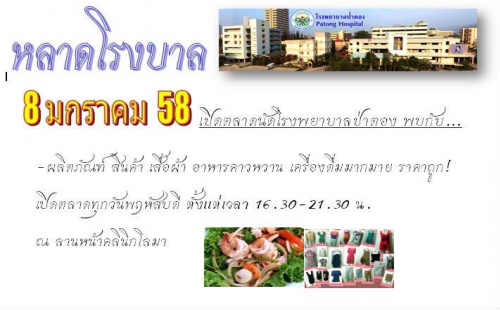 หลาดโรงบาล
โรงพยาบาลป่าตอง
Patong Hospital
8 มกราคม 58 เปิดตลาดนัดโรงพยาบาลป่าตอง พบกับ...
-ผลิตภัณฑ์ สินค้า เสื้อผ้า อาหารคาวหวาน เครื่องดื่มมากมาย ราคาถูก!
เปิดตลาดทุกวันพฤหัสบดี ตั้งแต่เวลา 16.30-21.30 น.
ณ ลานหน้าคลินิกโลมา